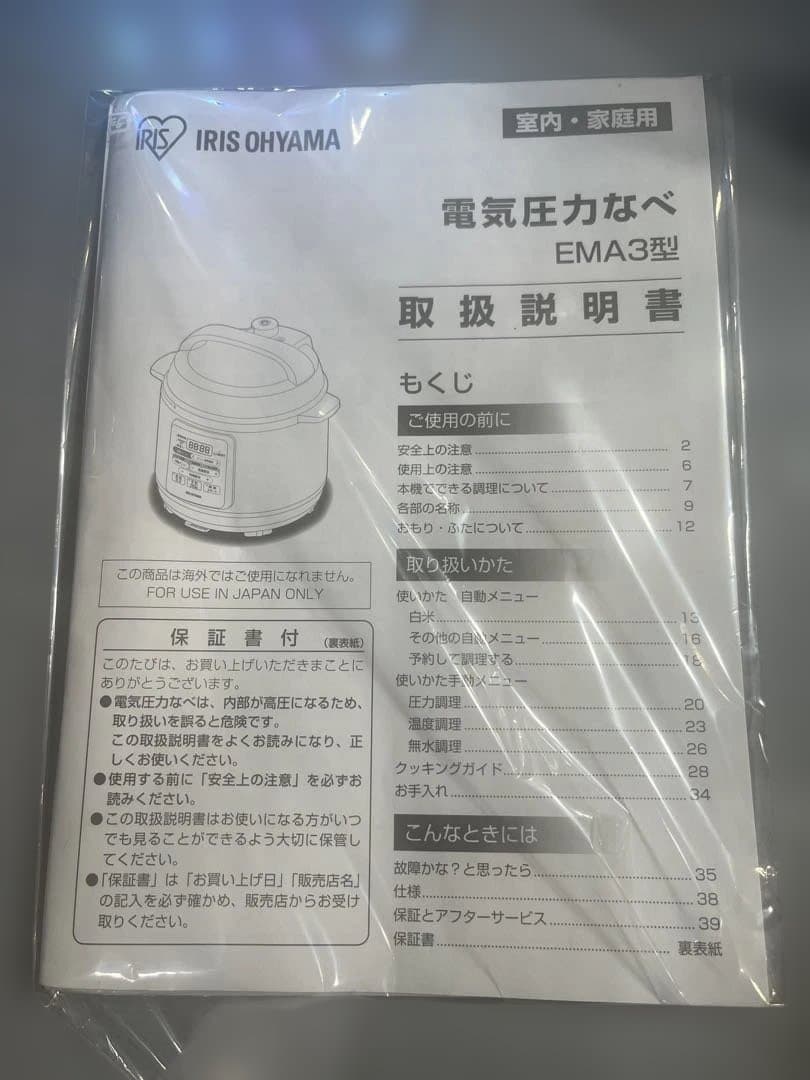 IRIS
IRIS OHYAMA
室内・家庭用
電気圧力なべ
EMA3型
取扱説明書
この商品は海外ではご使用になれません。
FOR USE IN JAPAN ONLY
保証書付 (裏表紙)
このたびは、お買い上げいただきまことに
ありがとうございます。
●電気圧力なべは、内部が高圧になるため、
取り扱いを誤ると危険です。
この取扱説明書をよくお読みになり、正
しくお使いください。
●使用する前に「安全上の注意」を必ずお
読みください。
●この取扱説明書はお使いになる方がいつ
でも見ることができるよう大切に保管し
てください。
●「保証書」は「お買い上げ日」「販売店名」
の記入を必ず確かめ、販売店からお受け
取りください。
もくじ
ご使用の前に
安全上の注意 2
使用上の注意 6
本機でできる調理について 7
各部の名称 9
おもり・ふたについて 12
取り扱いかた
使いかた 自動メニュー
白米 13
その他の自動メニュー 16
予約して調理する 18
使いかた手動メニュー
圧力調理 20
温度調理 23
無水調理 26
クッキングガイド 28
お手入れ 34
こんなときには
故障かな?と思ったら 35
仕様 38
保証とアフターサービス 39
保証書 裏表紙